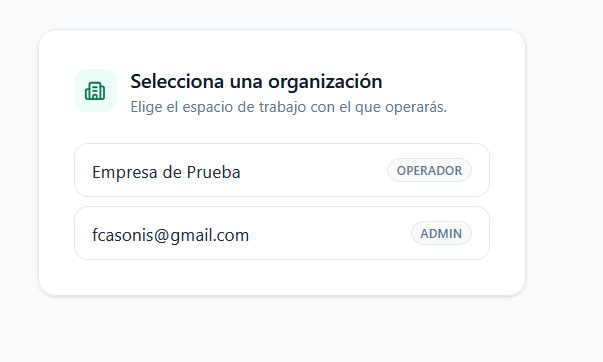 Selecciona una organización
Elige el espacio de trabajo con el que operarás.
Empresa de Prueba OPERADOR
fcasonis@gmail.com ADMIN